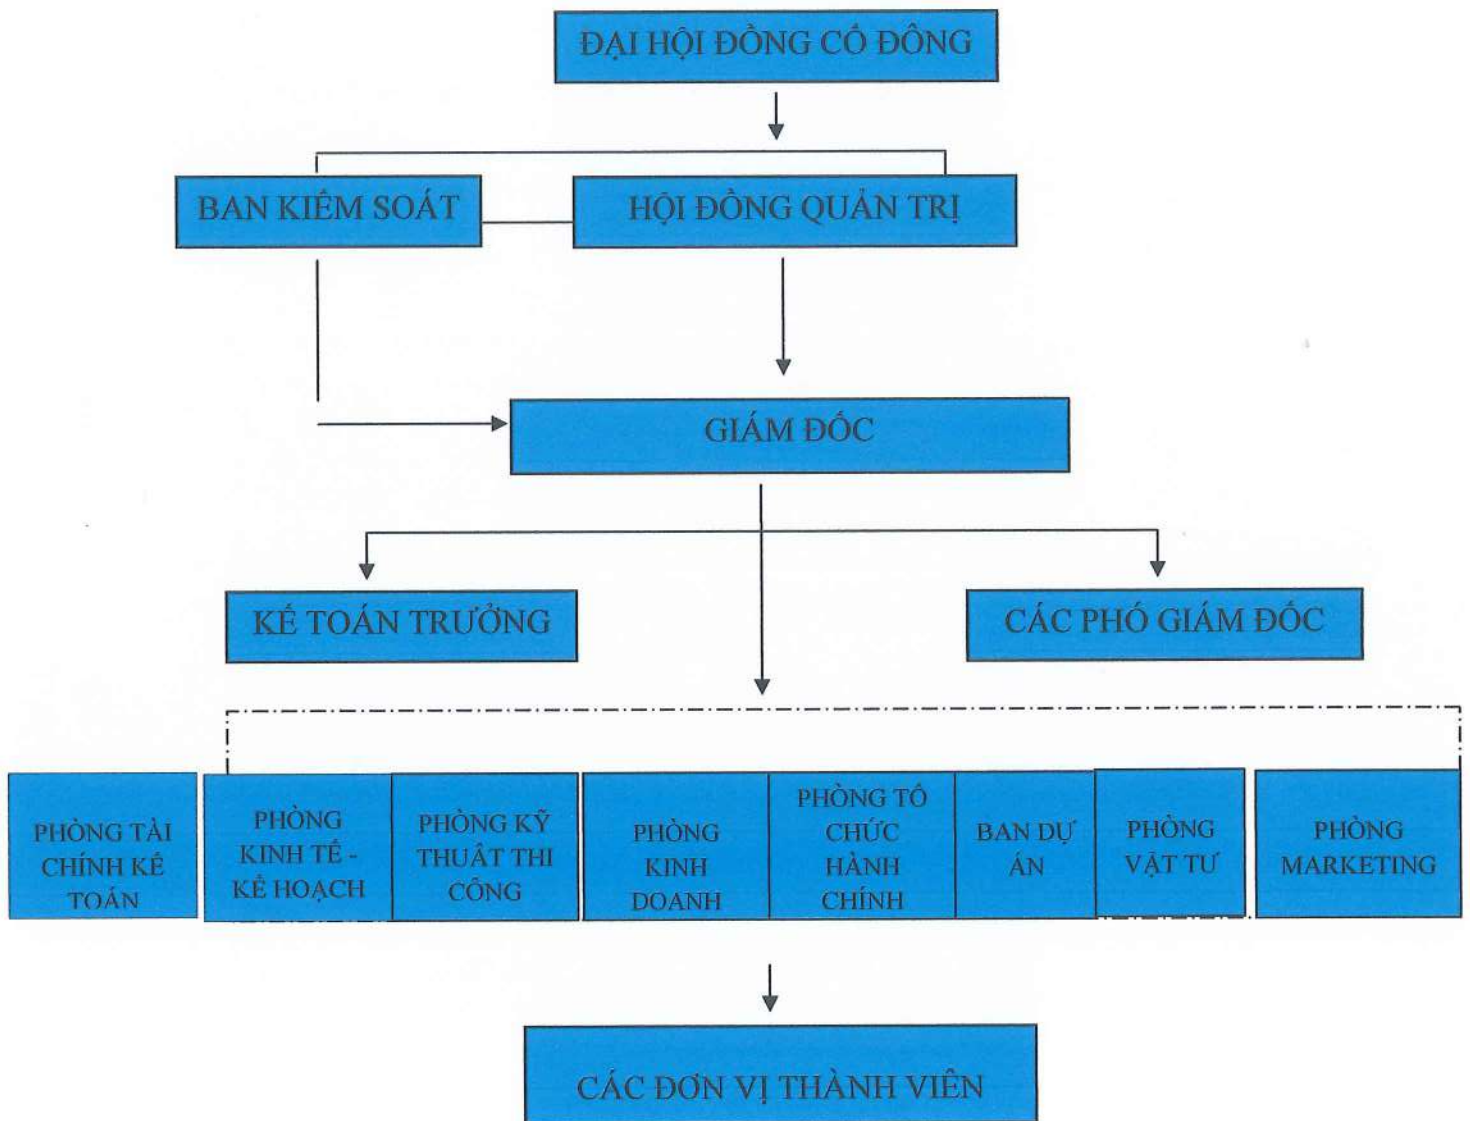 ĐẠI HỘI ĐỒNG CỔ ĐÔNG
BAN KIỂM SOÁT
HỘI ĐỒNG QUẢN TRỊ
GIÁM ĐỐC
KẾ TOÁN TRƯỞNG
CÁC PHÓ GIÁM ĐỐC
PHÒNG TÀI
CHÍNH KẾ
TOÁN
PHÒNG
KINH TẾ -
KẾ HOẠCH
PHÒNG KỸ
THUẬT THI
CÔNG
PHÒNG
KINH
DOANH
PHÒNG TỔ
CHỨC
HÀNH
CHÍNH
BAN DỰ
ÁN
PHÒNG
VẬT TƯ
PHÒNG
MARKETING
CÁC ĐƠN VỊ THÀNH VIÊN